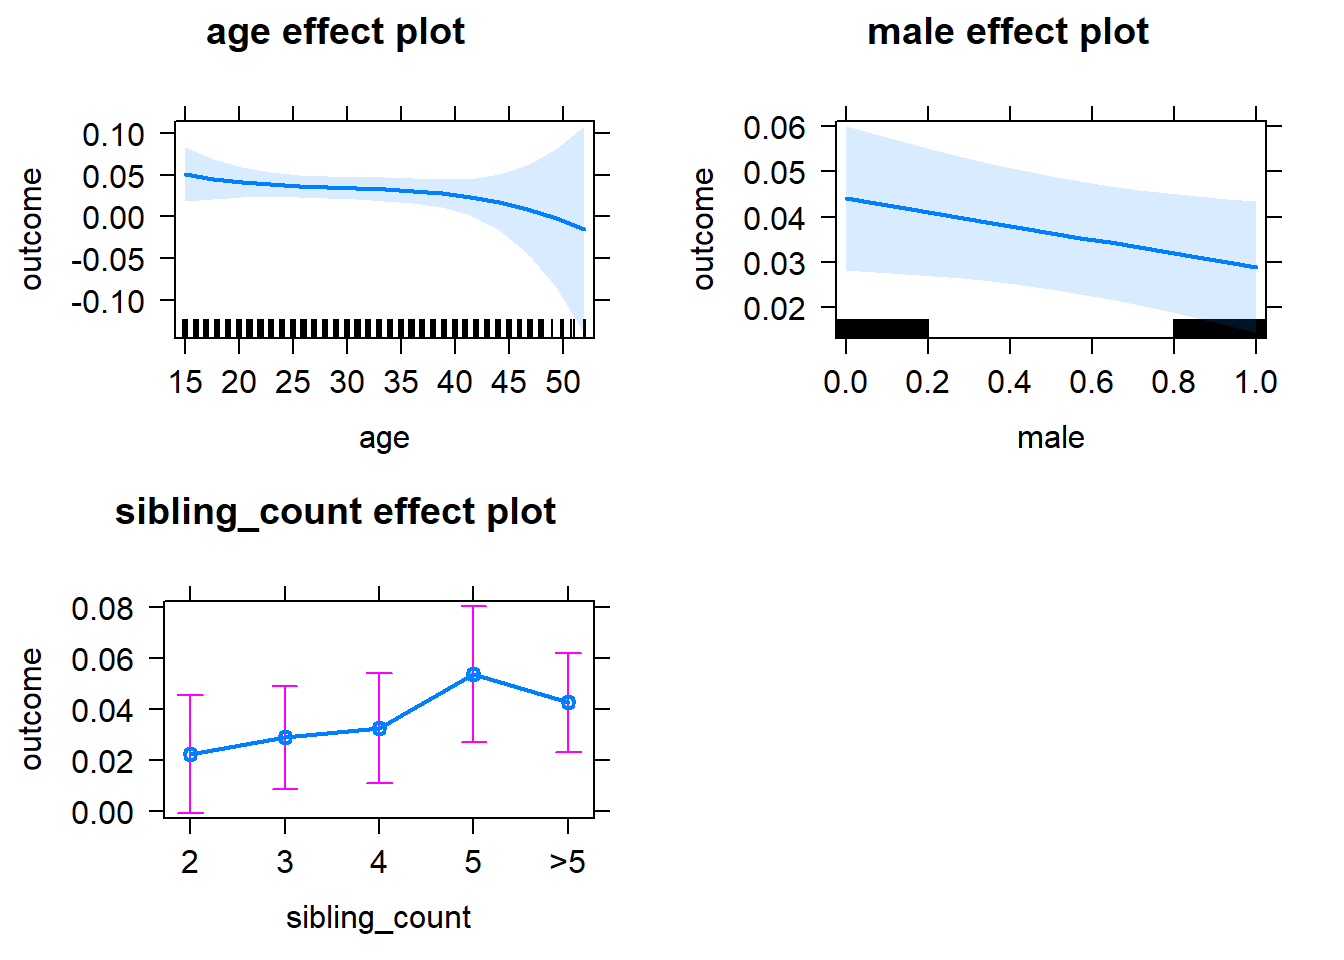 age effect plot
outcome
0.10
0.05
0.00
-0.05
-0.10
15 20 25 30 35 40 45 50
age
male effect plot
outcome
0.06
0.05
0.04
0.03
0.02
0.0 0.2 0.4 0.6 0.8 1.0
male
sibling_count effect plot
outcome
0.08
0.06
0.04
0.02
0.00
2 3 4 5 >5
sibling_count